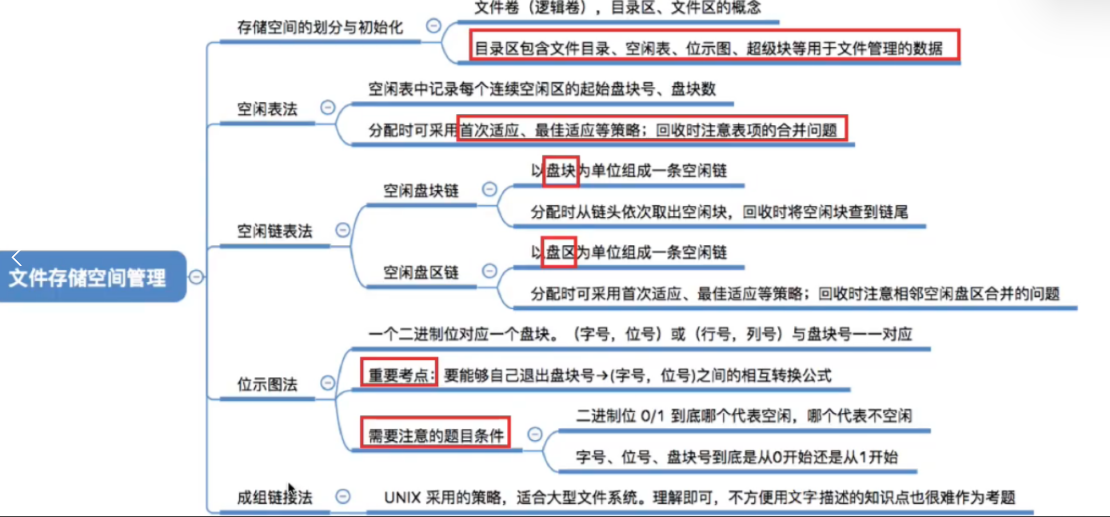 文件卷（逻辑卷），目录区、文件区的概念
存储空间的划分与初始化
目录区包含文件目录、空闲表、位示图、超级块等用于文件管理的数据
空闲表中记录每个连续空闲区的起始盘块号、盘块数
空闲表法
分配时可采用首次适应、最佳适应等策略；回收时注意表项的合并问题
以盘块为单位组成一条空闲链
空闲盘块链
分配时从链头依次取出空闲块，回收时将空闲块查到链尾
空闲链表法
以盘区为单位组成一条空闲链
空闲盘区链
分配时可采用首次适应、最佳适应等策略；回收时注意相邻空闲盘区合并的问题
文件存储空间管理
一个二进制位对应一个盘块。（字号，位号）或（行号，列号）与盘块号一一对应
位示图法
重要考点：要能够自己退出盘块号→(字号，位号)之间的相互转换公式
二进制位 0/1 到底哪个代表空闲，哪个代表不空闲
需要注意的题目条件
字号、位号、盘块号到底是从0开始还是从1开始
成组链接法
UNIX 采用的策略，适合大型文件系统。理解即可，不方便用文字描述的知识点也很难作为考题